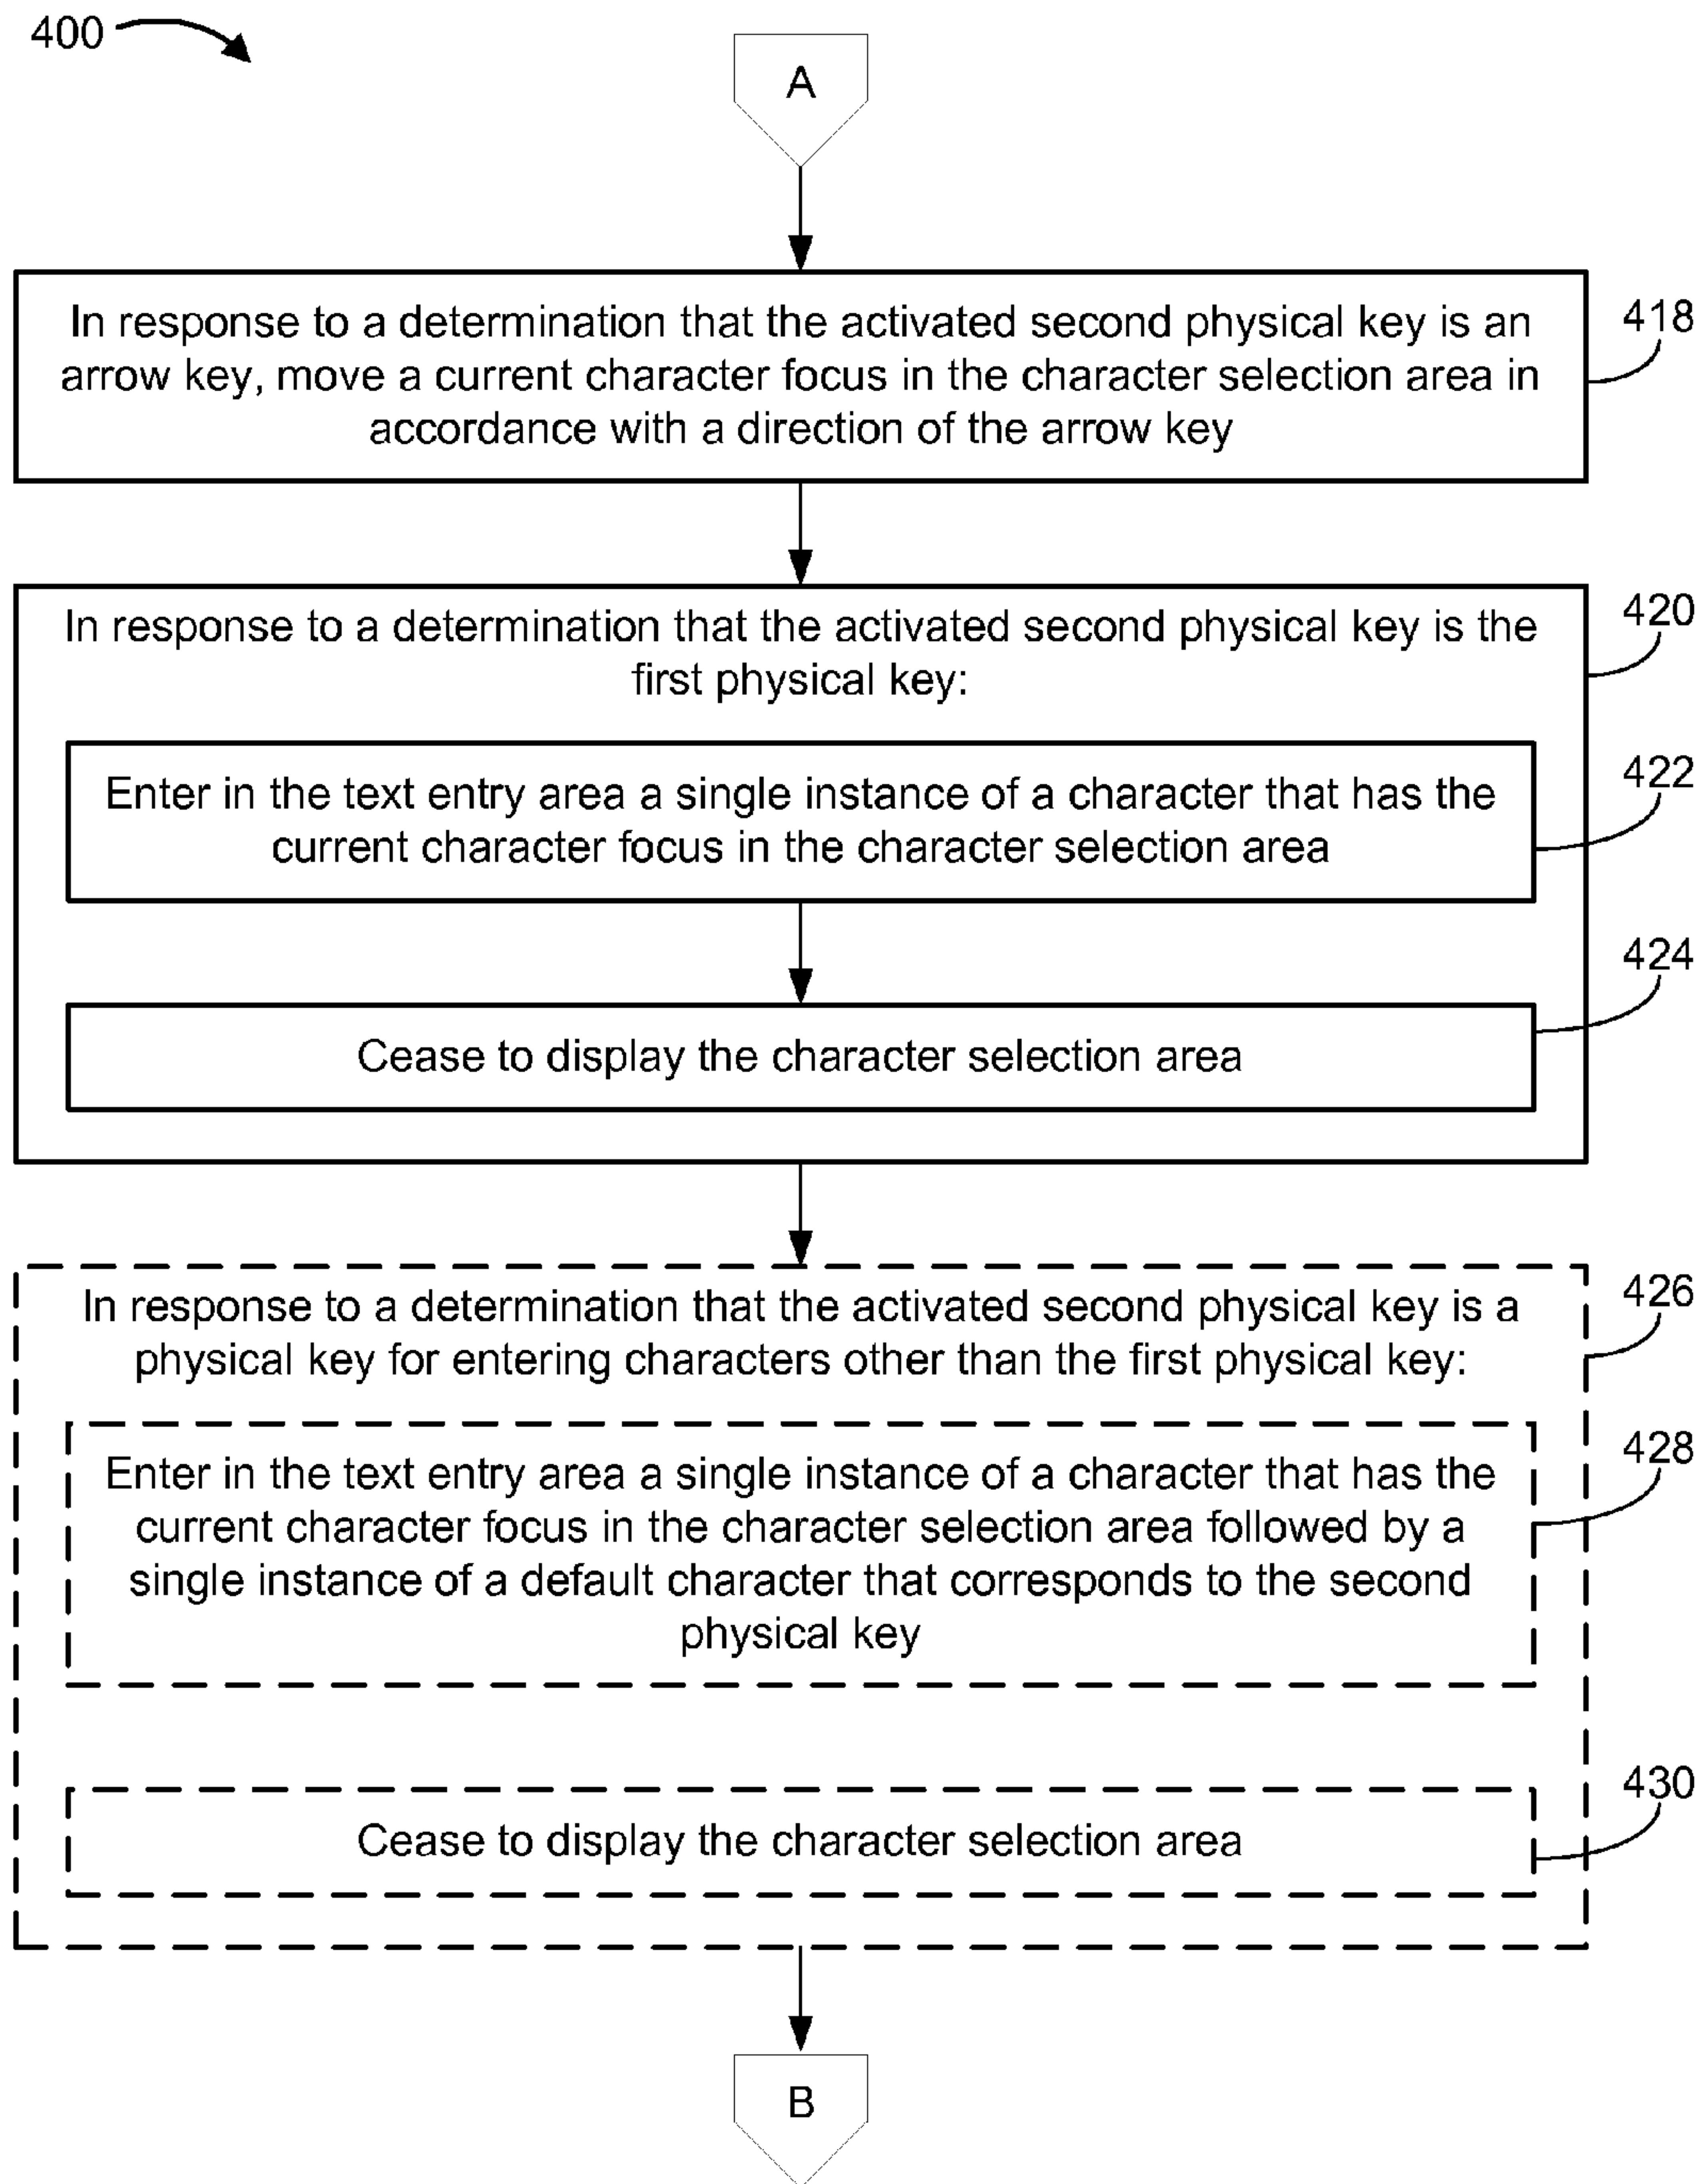 400
A
In response to a determination that the activated second physical key is an
arrow key, move a current character focus in the character selection area in
accordance with a direction of the arrow key
418
In response to a determination that the activated second physical key is the
first physical key:
420
Enter in the text entry area a single instance of a character that has the
current character focus in the character selection area
422
Cease to display the character selection area
424
In response to a determination that the activated second physical key is a
physical key for entering characters other than the first physical key:
426
Enter in the text entry area a single instance of a character that has the
current character focus in the character selection area followed by a
single instance of a default character that corresponds to the second
physical key
428
Cease to display the character selection area
430
B